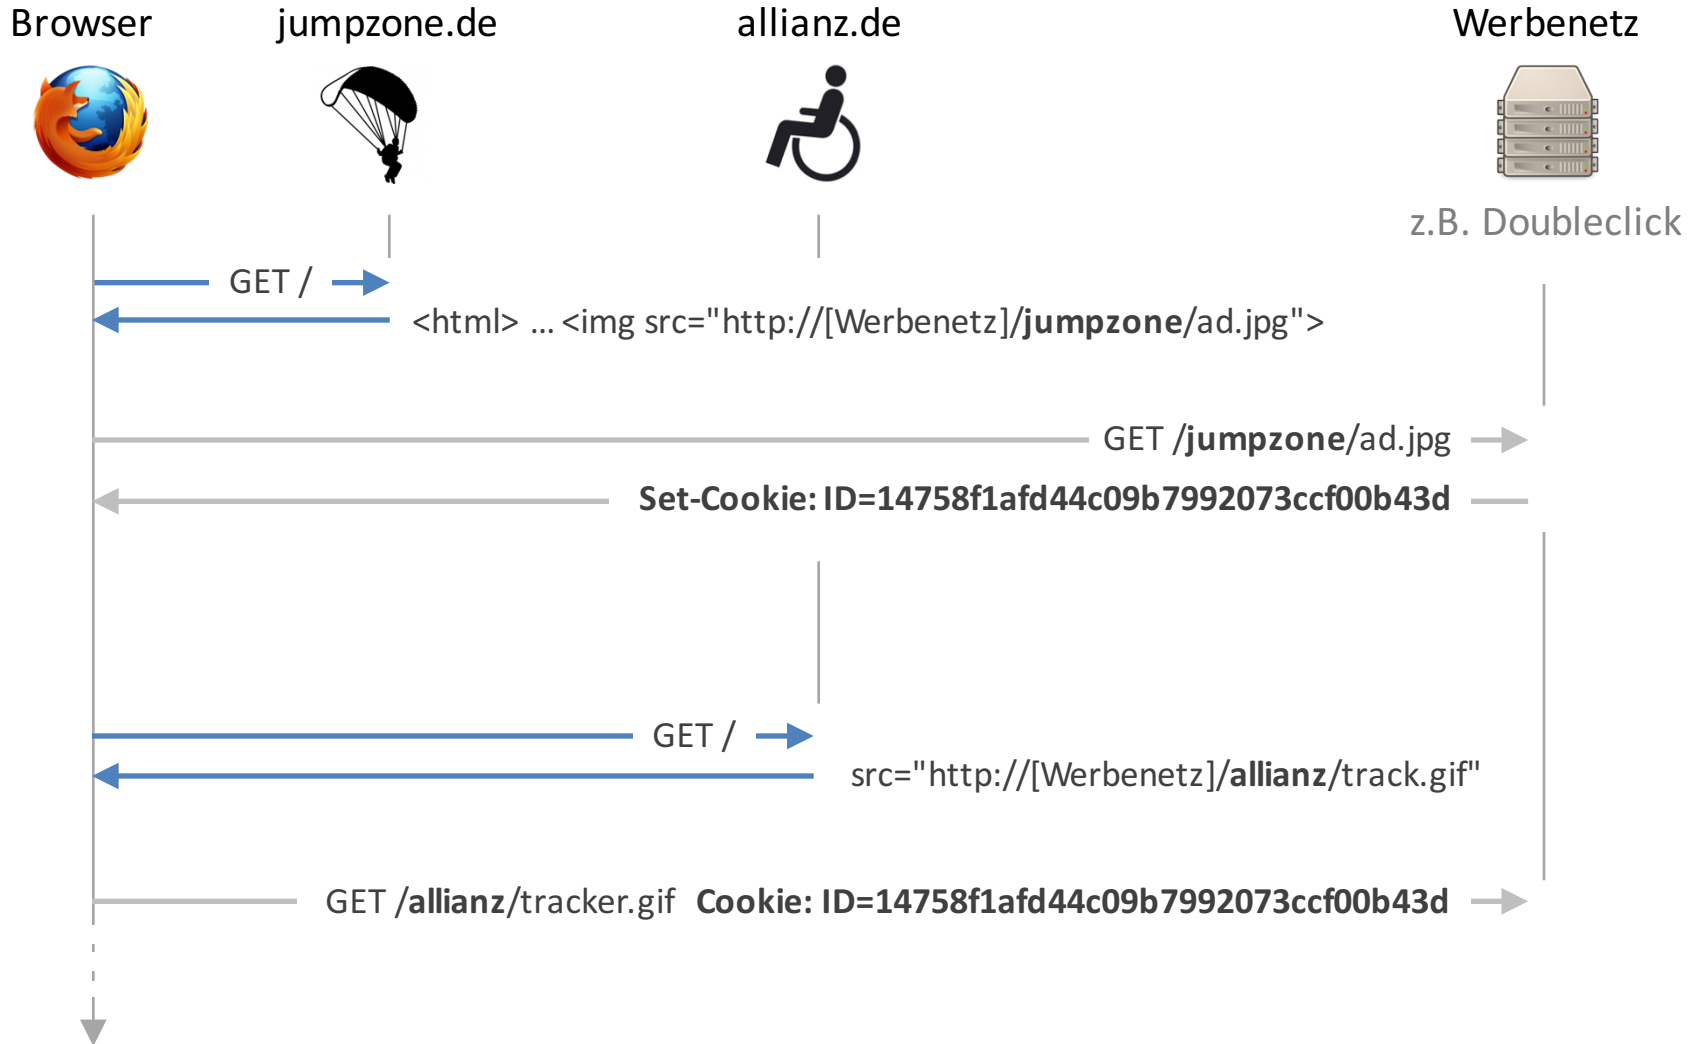 Browser jumpzone.de allianz.de Werbenetz
z.B. Doubleclick
GET /
<html> ... <img src="http://[Werbenetz]/jumpzone/ad.jpg">
GET /jumpzone/ad.jpg
Set-Cookie: ID=14758f1afd44c09b7992073ccf00b43d
GET /
src="http://[Werbenetz]/allianz/track.gif"
GET /allianz/tracker.gif Cookie: ID=14758f1afd44c09b7992073ccf00b43d